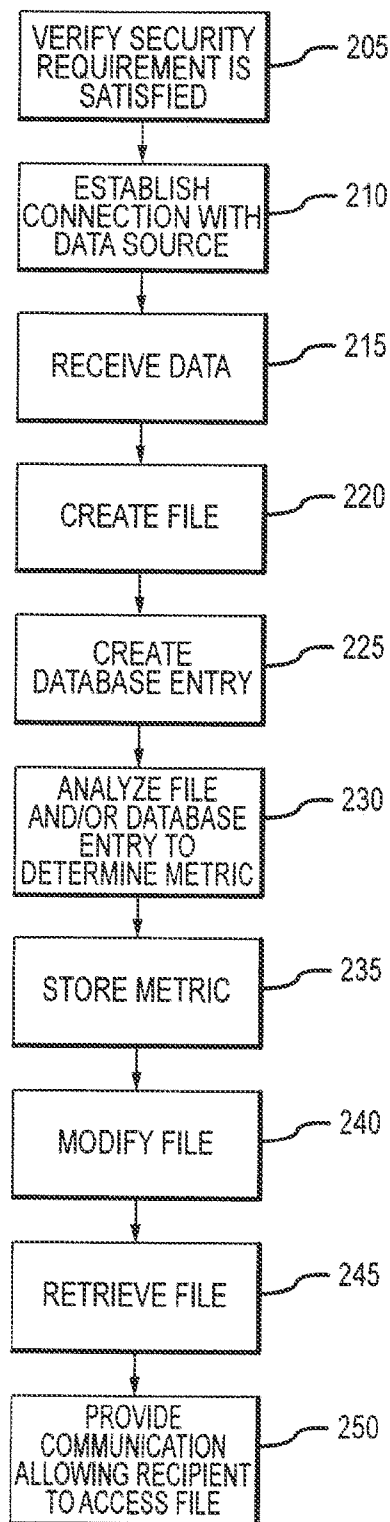 VERIFY SECURITY
REQUIREMENT IS
SATISFIED
205
ESTABLISH
CONNECTION WITH
DATA SOURCE
210
RECEIVE DATA
215
CREATE FILE
220
CREATE
DATABASE ENTRY
225
ANALYZE FILE
AND/OR DATABASE
ENTRY TO
DETERMINE METRIC
230
STORE METRIC
235
MODIFY FILE
240
RETRIEVE FILE
245
PROVIDE
COMMUNICATION
ALLOWING RECIPIENT
TO ACCESS FILE
250